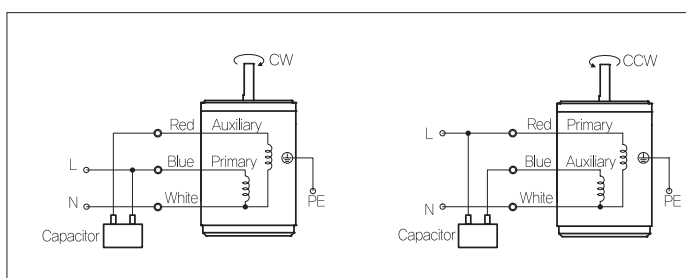 CW
Red Auxiliary
L
Blue Primary
N
White
PE
Capacitor
CCW
L
Red Primary
Blue Auxiliary
N
White
PE
Capacitor